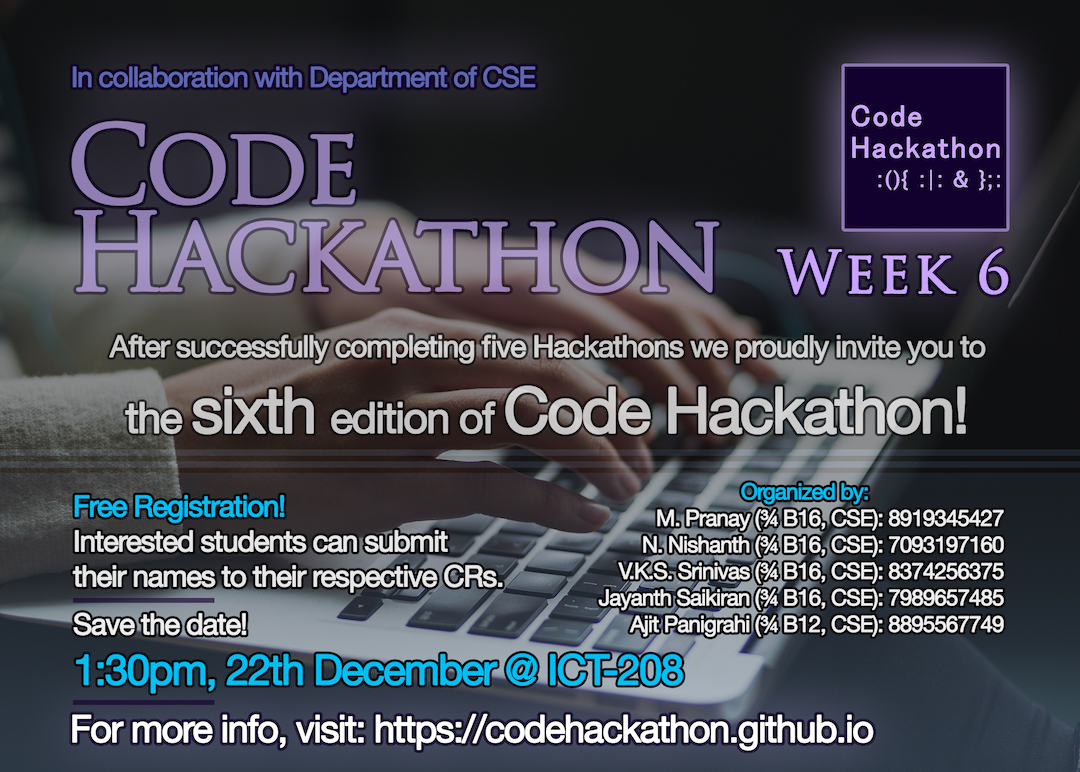 In collaboration with Department of CSE
CODE
HACKATHON
Code
Hackathon
:(){ :|: & };:
WEEK 6
After successfully completing five Hackathons we proudly invite you to
the sixth edition of Code Hackathon!
Free Registration!
Interested students can submit
their names to their respective CRs.
Save the date!
1:30pm, 22th December @ ICT-208
Organized by:
M. Pranay (¾ B16, CSE): 8919345427
N. Nishanth (¾ B16, CSE): 7093197160
V.K.S. Srinivas (¾ B16, CSE): 8374256375
Jayanth Saikiran (¾ B16, CSE): 7989657485
Ajit Panigrahi (¾ B12, CSE): 8895567749
For more info, visit: https://codehackathon.github.io